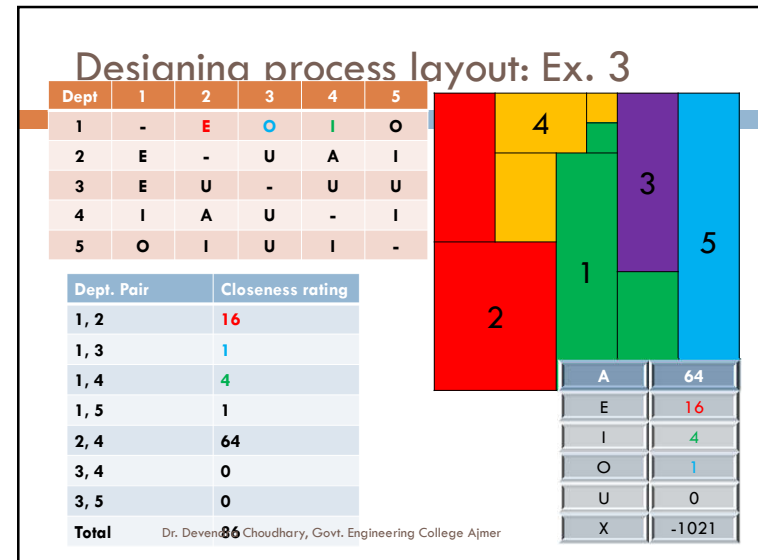 Designing process layout: Ex. 3
Dept 1 2 3 4 5
1 - E O I O
2 E - U A I
3 E U - U U
4 I A U - I
5 O I U I -
4
3
5
1
2
Dept. Pair Closeness rating
1, 2 16
1, 3 1
1, 4 4
1, 5 1
2, 4 64
3, 4 0
3, 5 0
Total 86
A 64
E 16
I 4
O 1
U 0
X -1021
Dr. Devendra Choudhary, Govt. Engineering College Ajmer